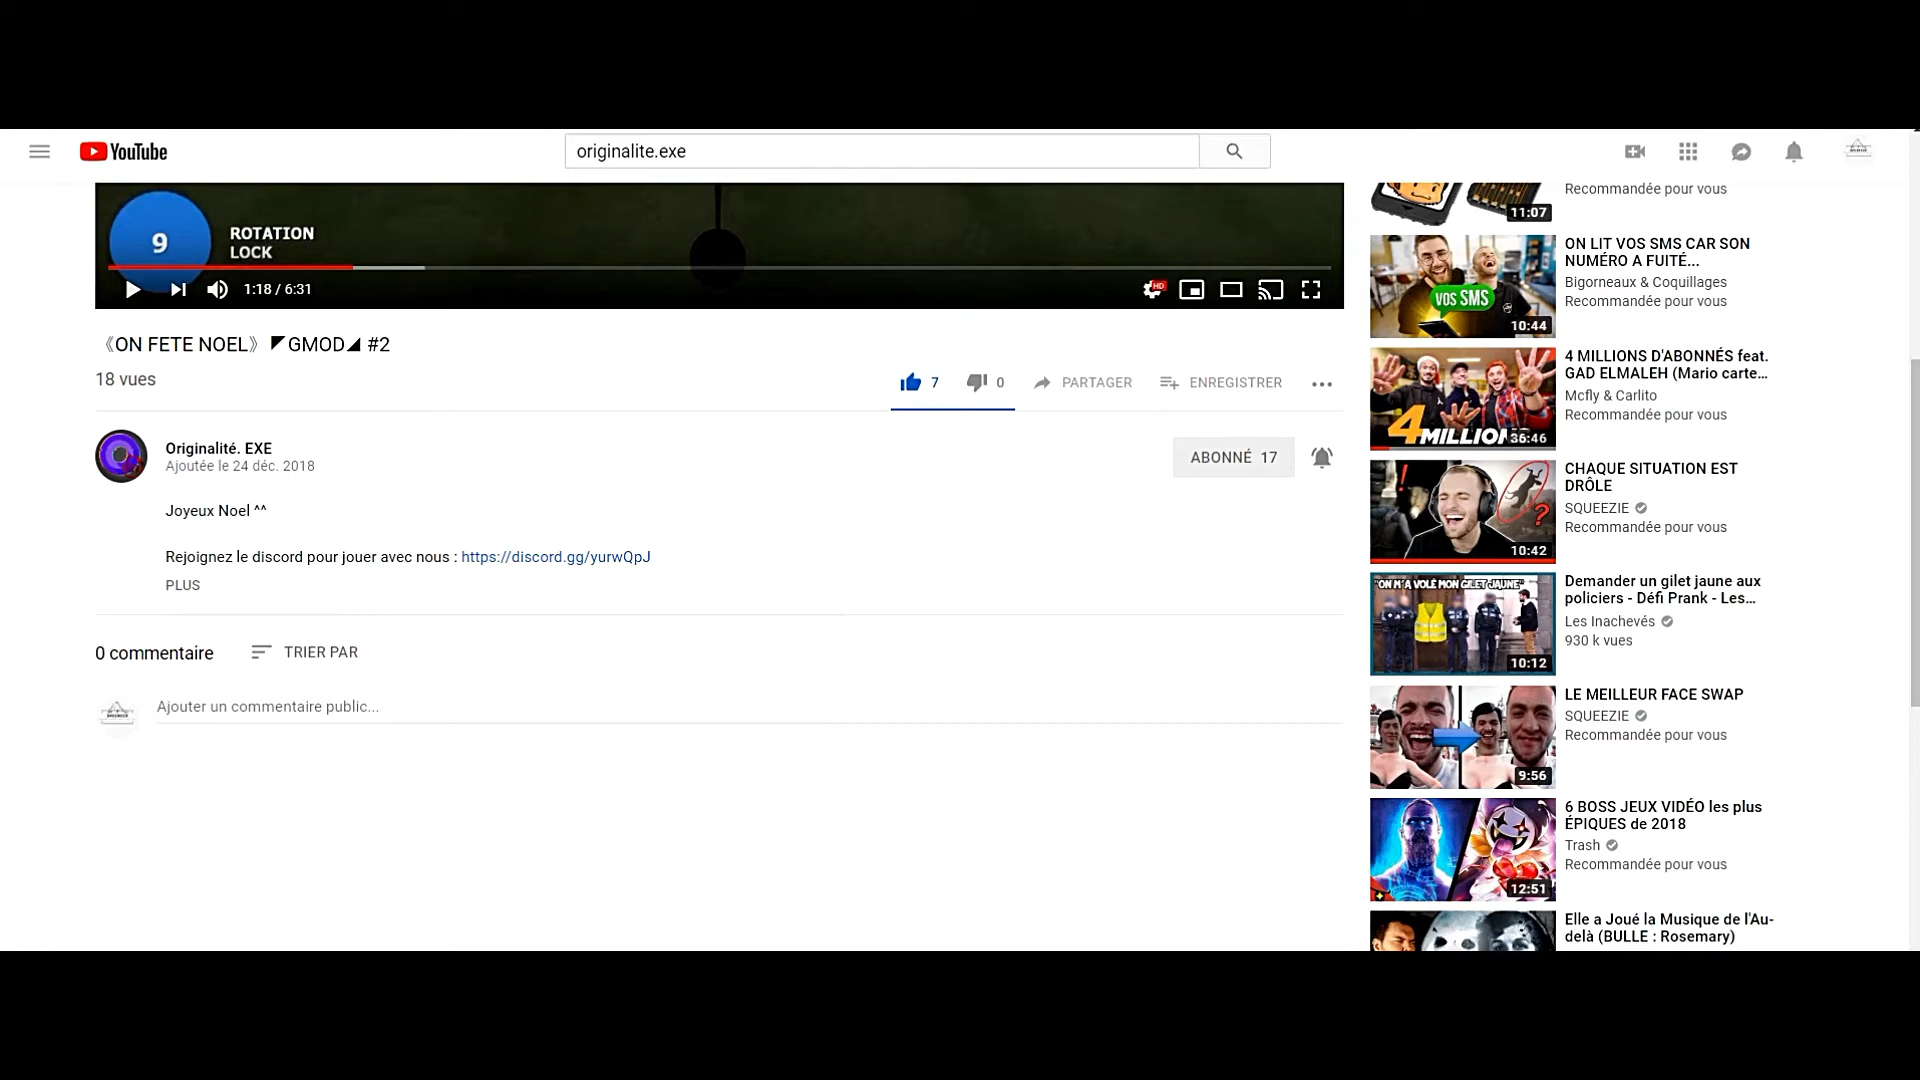 YouTube
originalite.exe
9
ROTATION
LOCK
HD
1:18 / 6:31
《ON FETE NOEL》 ◤GMOD◢ #2
18 vues
7
0
PARTAGER
ENREGISTRER
Originalité. EXE
Ajoutée le 24 déc. 2018
ABONNÉ 17
Joyeux Noel ^^
Rejoignez le discord pour jouer avec nous : https://discord.gg/yurwQpJ
PLUS
0 commentaire
TRIER PAR
Ajouter un commentaire public...
Recommandée pour vous
11:07
ON LIT VOS SMS CAR SON
NUMÉRO A FUITÉ...
Bigorneaux & Coquillages
Recommandée pour vous
VOS SMS
10:44
4 MILLIONS D'ABONNÉS feat.
GAD ELMALEH (Mario carte...
Mcfly & Carlito
Recommandée pour vous
4 MILLION
36:46
CHAQUE SITUATION EST
DRÔLE
SQUEEZIE
Recommandée pour vous
! ?
10:42
Demander un gilet jaune aux
policiers - Défi Prank - Les...
Les Inachevés
930 k vues
"ON M'A VOLÉ MON GILET JAUNE"
10:12
LE MEILLEUR FACE SWAP
SQUEEZIE
Recommandée pour vous
9:56
6 BOSS JEUX VIDÉO les plus
ÉPIQUES de 2018
Trash
Recommandée pour vous
12:51
Elle a Joué la Musique de l'Au-
delà (BULLE : Rosemary)